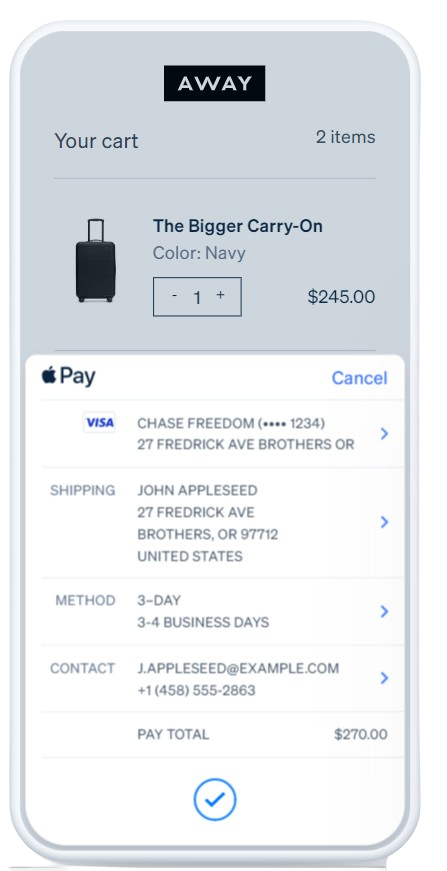 AWAY
Your cart 2 items
The Bigger Carry-On
Color: Navy
- 1 + $245.00
Pay Cancel
VISA CHASE FREEDOM (•••• 1234)
27 FREDRICK AVE BROTHERS OR
SHIPPING JOHN APPLESEED
27 FREDRICK AVE
BROTHERS, OR 97712
UNITED STATES
METHOD 3–DAY
3-4 BUSINESS DAYS
CONTACT J.APPLESEED@EXAMPLE.COM
+1 (458) 555-2863
PAY TOTAL $270.00